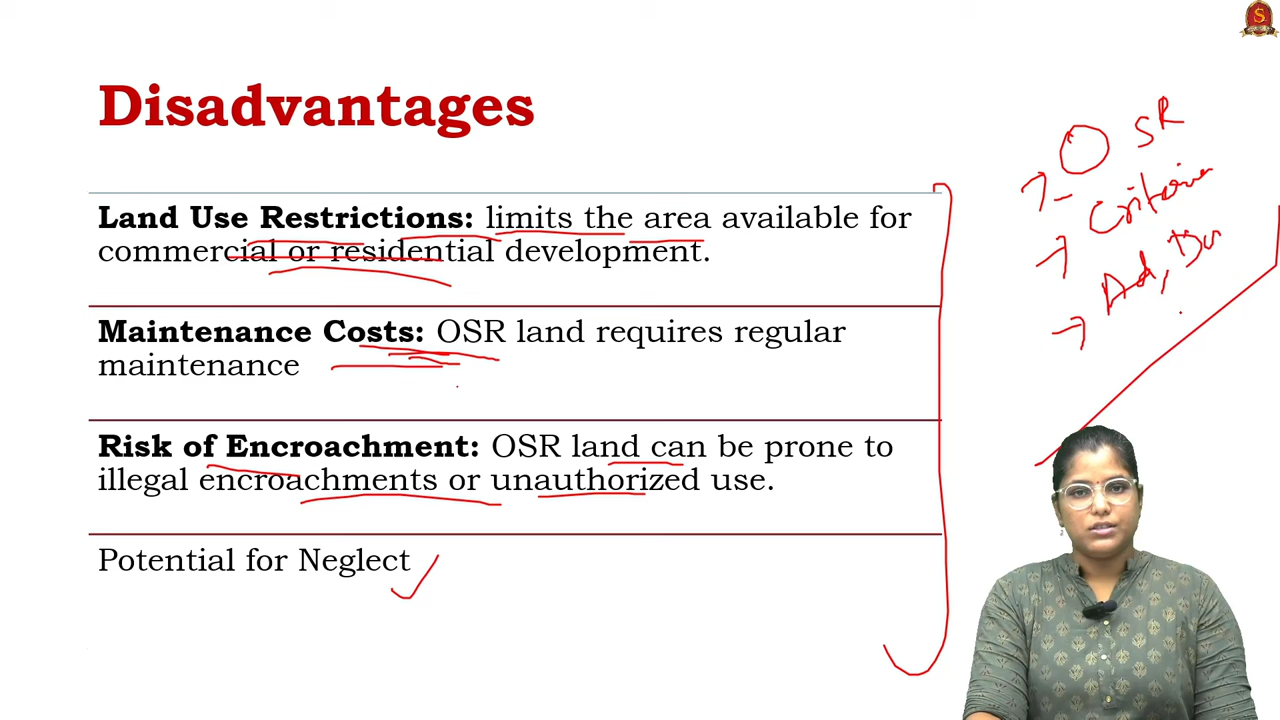 Disadvantages
Land Use Restrictions: limits the area available for
commercial or residential development.
Maintenance Costs: OSR land requires regular
maintenance
Risk of Encroachment: OSR land can be prone to
illegal encroachments or unauthorized use.
Potential for Neglect
OSR
Criteria
Ad,
S